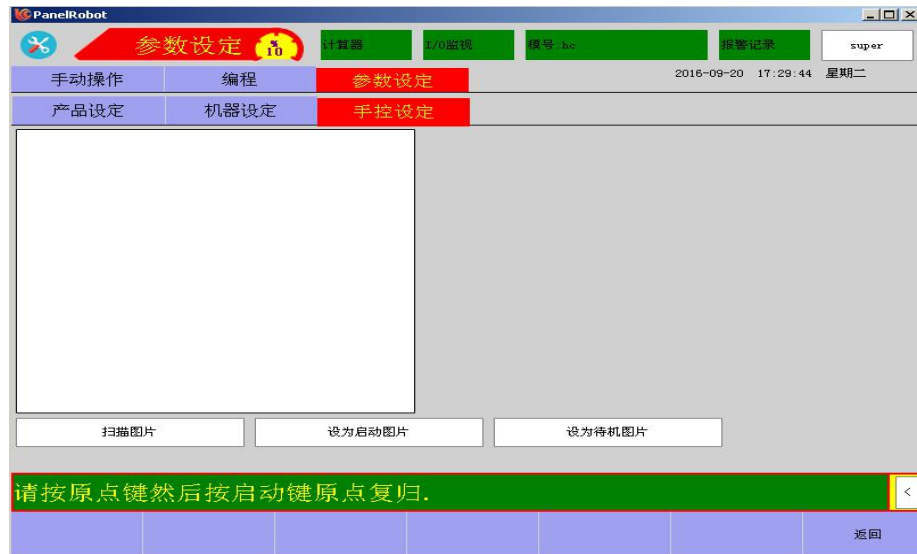 PanelRobot
参数设定 % 10 计算器 I/O监视 模号:hc 报警记录 super
手动操作 编程 参数设定 2016-09-20 17:29:44 星期二
产品设定 机器设定 手控设定
扫描图片 设为启动图片 设为待机图片
请按原点键然后按启动键原点复归. <
返回